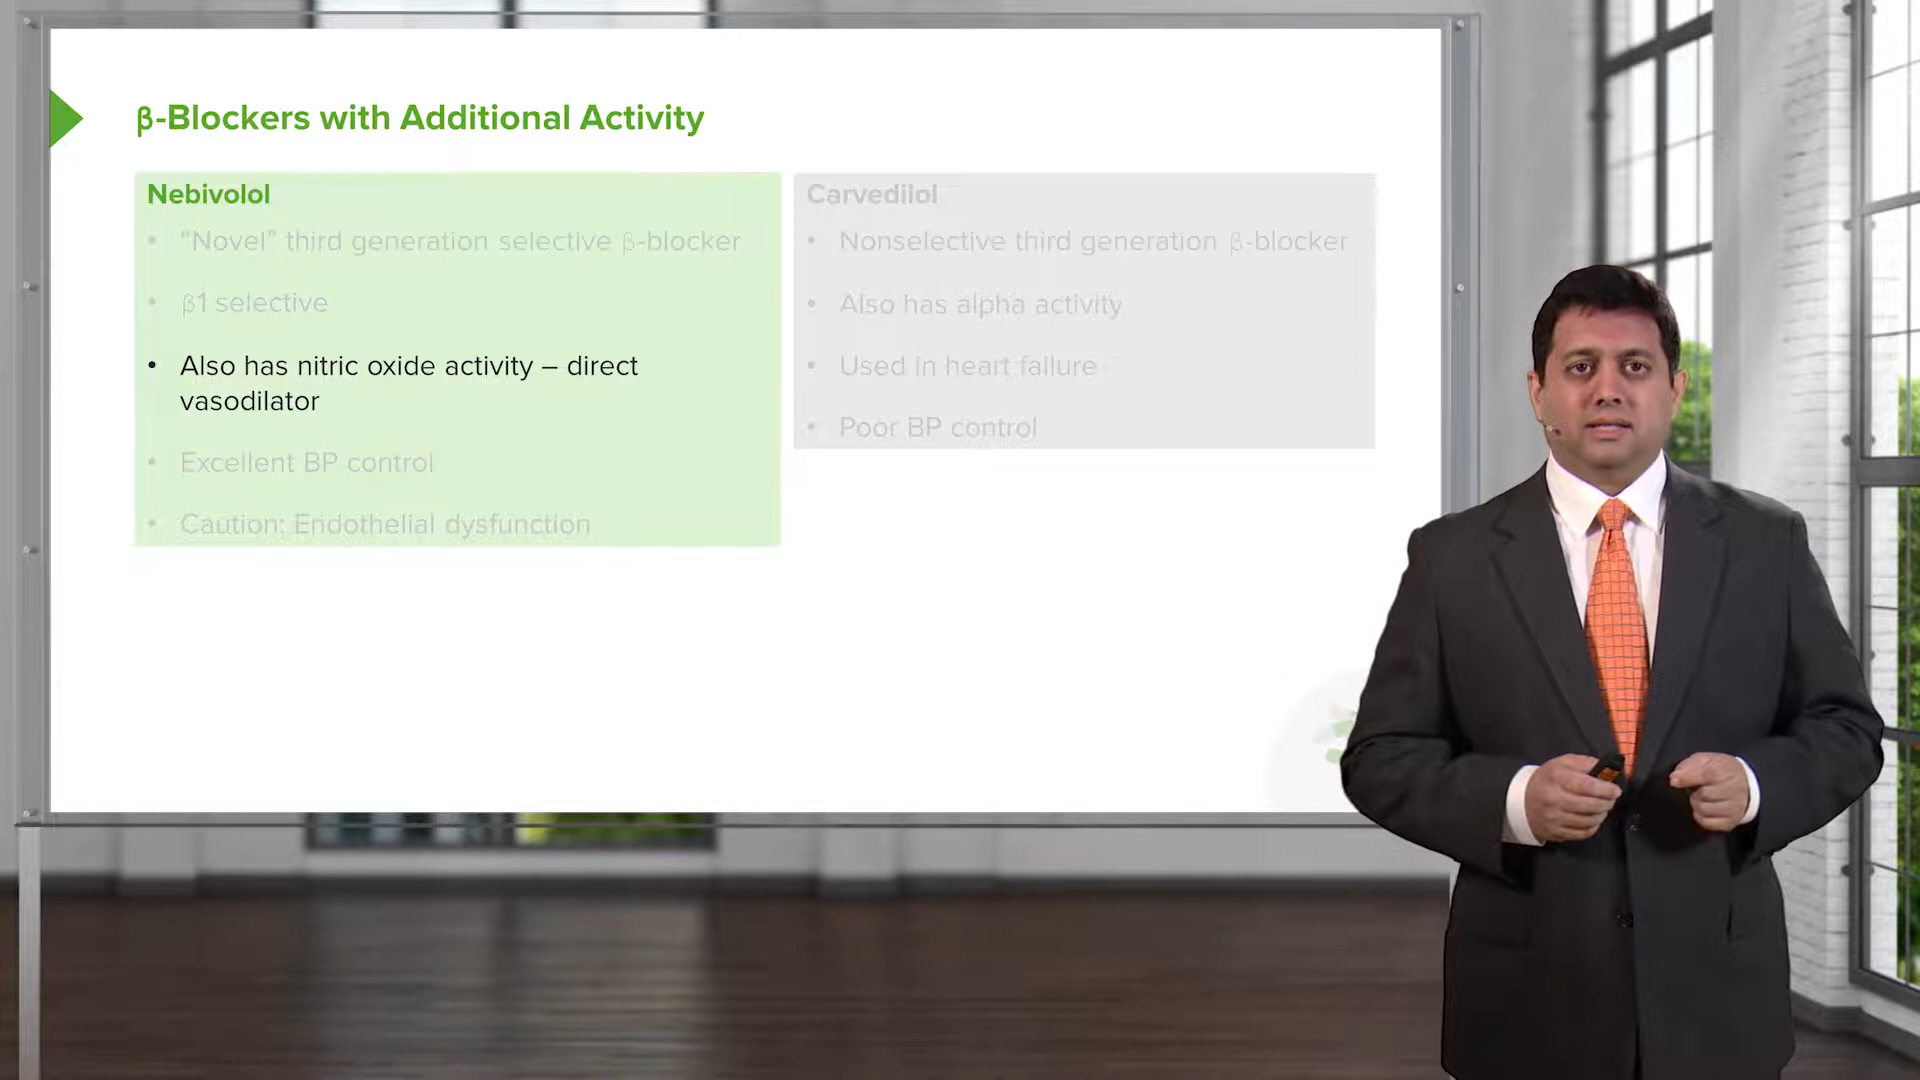 β-Blockers with Additional Activity
Nebivolol
• “Novel” third generation selective β-blocker
• β1 selective
• Also has nitric oxide activity – direct
vasodilator
• Excellent BP control
• Caution: Endothelial dysfunction
Carvedilol
• Nonselective third generation β-blocker
• Also has alpha activity
• Used in heart failure
• Poor BP control